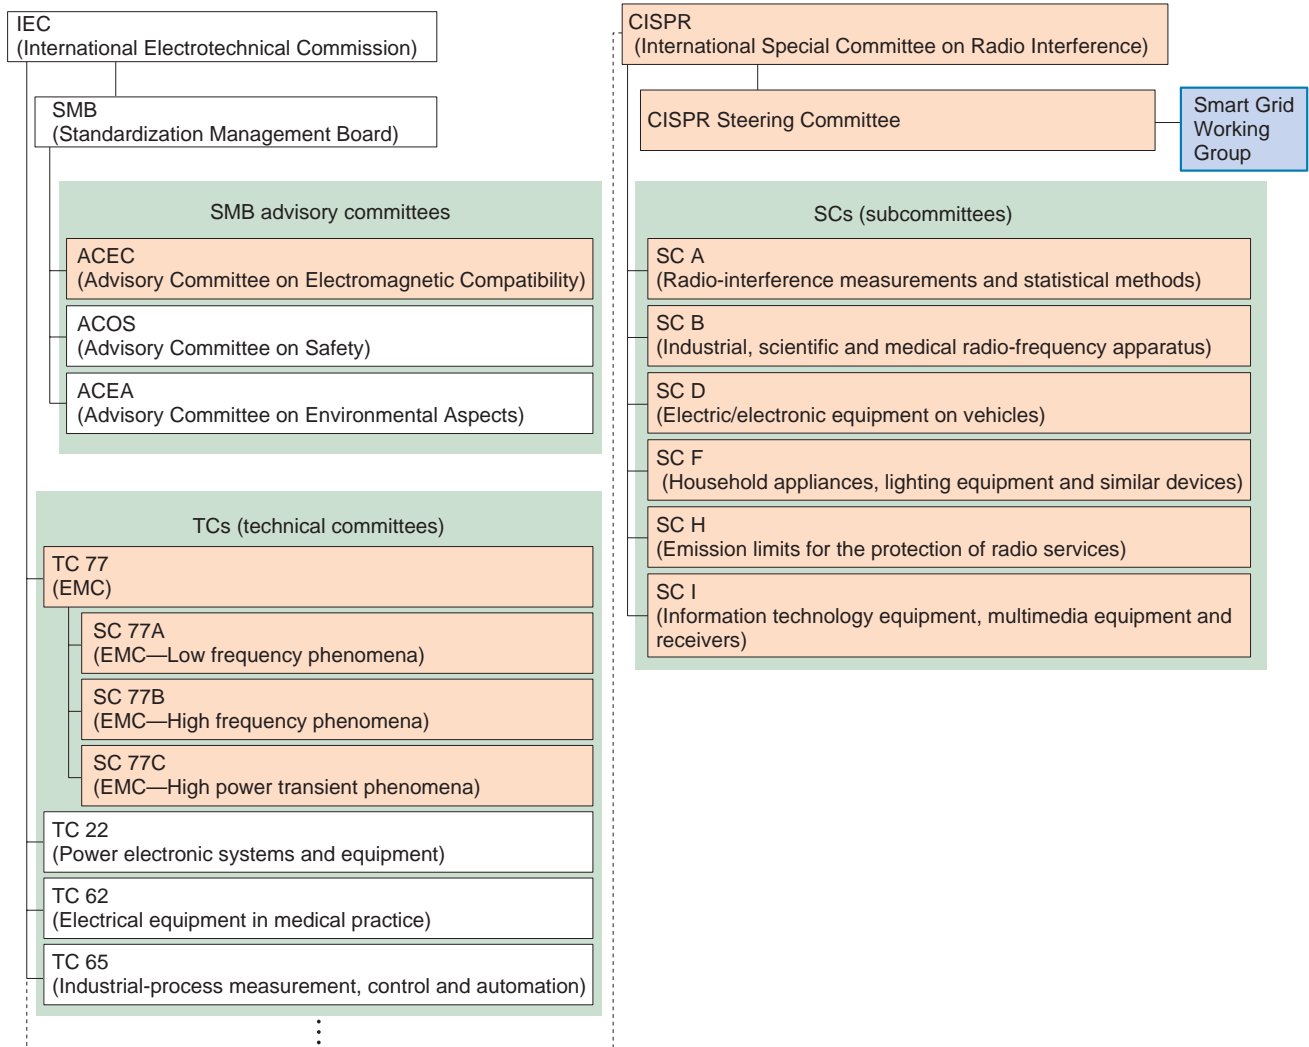 IEC
(International Electrotechnical Commission)
SMB
(Standardization Management Board)
SMB advisory committees
ACEC
(Advisory Committee on Electromagnetic Compatibility)
ACOS
(Advisory Committee on Safety)
ACEA
(Advisory Committee on Environmental Aspects)
TCs (technical committees)
TC 77
(EMC)
SC 77A
(EMC—Low frequency phenomena)
SC 77B
(EMC—High frequency phenomena)
SC 77C
(EMC—High power transient phenomena)
TC 22
(Power electronic systems and equipment)
TC 62
(Electrical equipment in medical practice)
TC 65
(Industrial-process measurement, control and automation)
CISPR
(International Special Committee on Radio Interference)
CISPR Steering Committee
Smart Grid
Working
Group
SCs (subcommittees)
SC A
(Radio-interference measurements and statistical methods)
SC B
(Industrial, scientific and medical radio-frequency apparatus)
SC D
(Electric/electronic equipment on vehicles)
SC F
(Household appliances, lighting equipment and similar devices)
SC H
(Emission limits for the protection of radio services)
SC I
(Information technology equipment, multimedia equipment and
receivers)